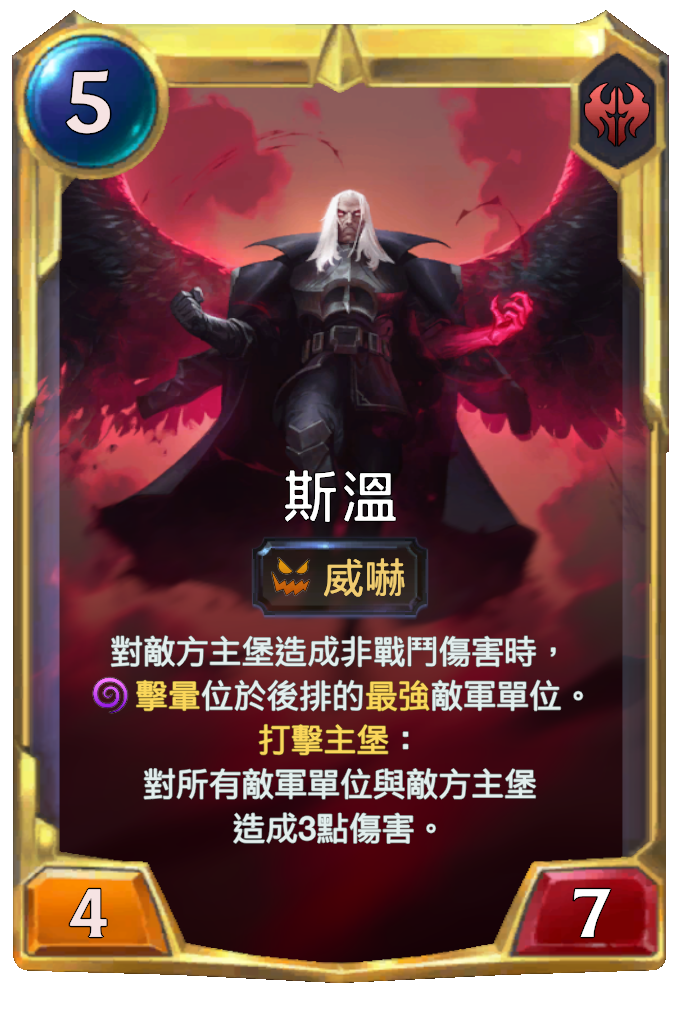 5
斯溫
威嚇
對敵方主堡造成非戰鬥傷害時，
擊暈位於後排的最強敵軍單位。
打擊主堡：
對所有敵軍單位與敵方主堡
造成3點傷害。
4
7